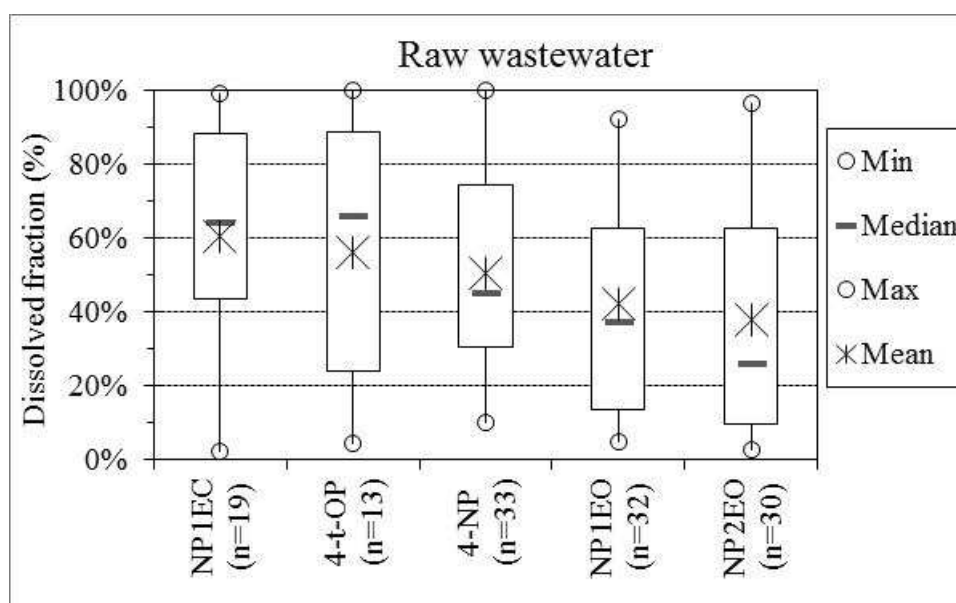 Raw wastewater
Dissolved fraction (%)
100%
80%
60%
40%
20%
0%
NP1EC
(n=19)
4-t-OP
(n=13)
4-NP
(n=33)
NP1EO
(n=32)
NP2EO
(n=30)
Min
Median
Max
Mean